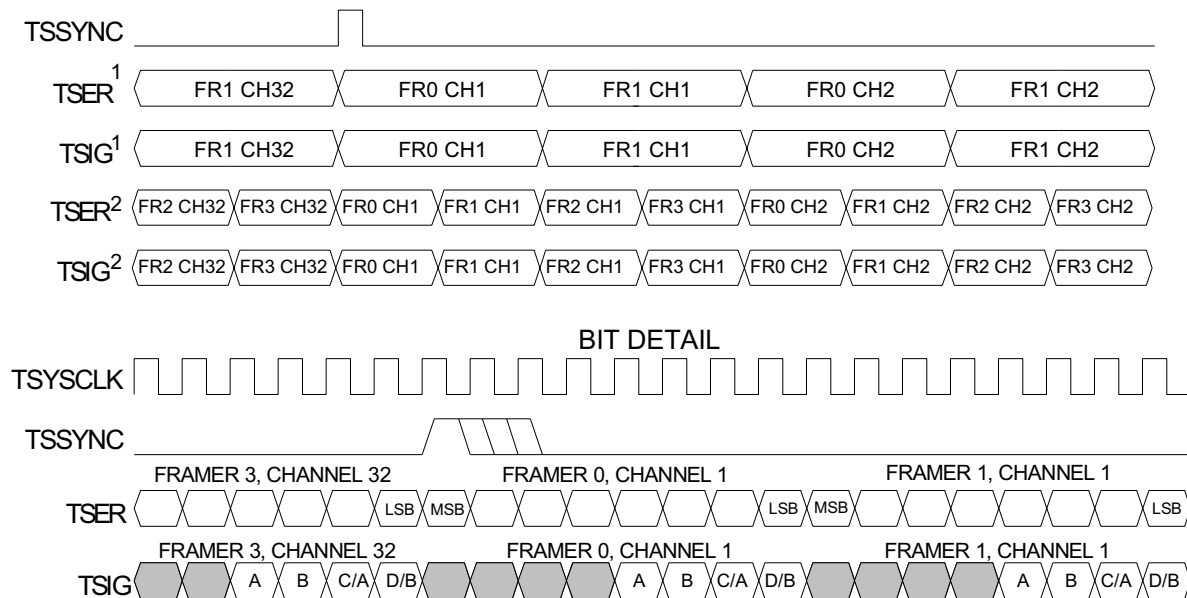 TSSYNC
TSER1 FR1 CH32 FR0 CH1 FR1 CH1 FR0 CH2 FR1 CH2
TSIG1 FR1 CH32 FR0 CH1 FR1 CH1 FR0 CH2 FR1 CH2
TSER2 FR2 CH32 FR3 CH32 FR0 CH1 FR1 CH1 FR2 CH1 FR3 CH1 FR0 CH2 FR1 CH2 FR2 CH2 FR3 CH2
TSIG2 FR2 CH32 FR3 CH32 FR0 CH1 FR1 CH1 FR2 CH1 FR3 CH1 FR0 CH2 FR1 CH2 FR2 CH2 FR3 CH2
BIT DETAIL
TSYSCLK
TSSYNC
FRAMER 3, CHANNEL 32 FRAMER 0, CHANNEL 1 FRAMER 1, CHANNEL 1
TSER LSB MSB LSB MSB LSB
FRAMER 3, CHANNEL 32 FRAMER 0, CHANNEL 1 FRAMER 1, CHANNEL 1
TSIG A B C/A D/B A B C/A D/B A B C/A D/B